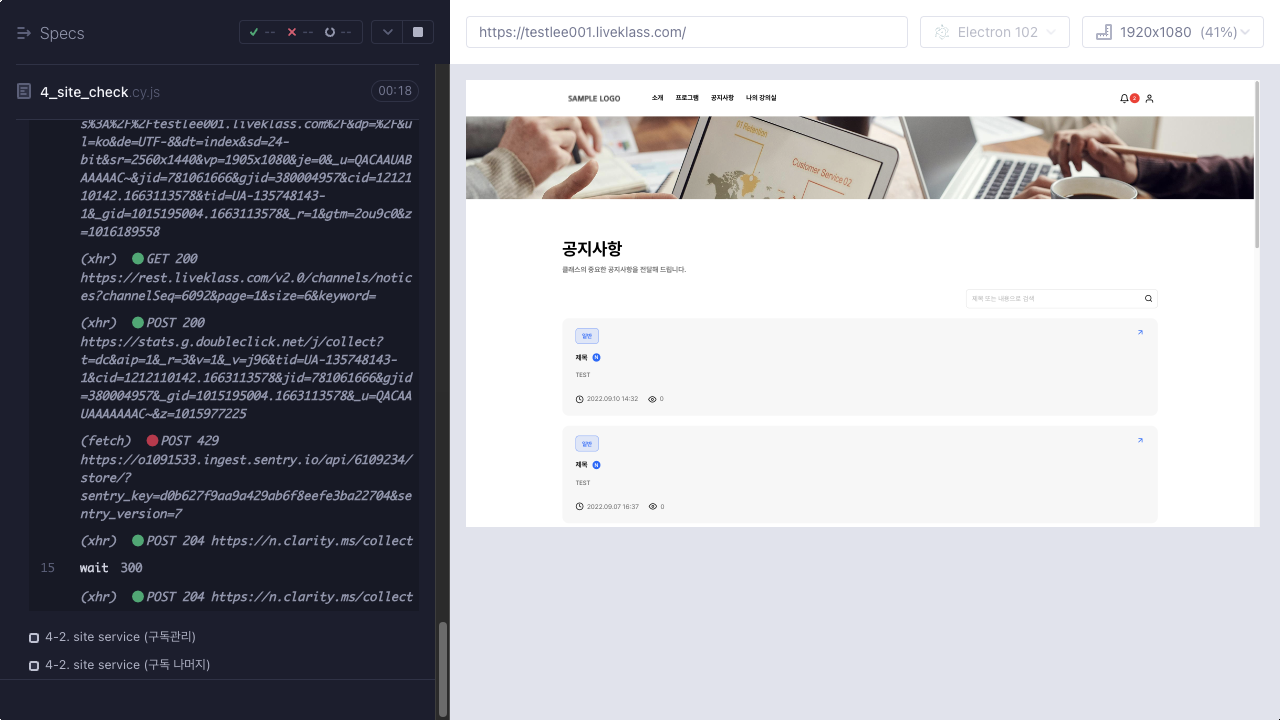 Specs
--
--
--
https://testlee001.liveklass.com/
Electron 102
1920x1080 (41%)
4_site_check.cy.js
00:18
s%3A%2F%2Ftestlee001.liveklass.com%2F&dp=%2F&u
l=ko&de=UTF-8&dt=index&sd=24-
bit&sr=2560x1440&vp=1905x1080&je=0&_u=QACAAUAB
AAAAAC~&jid=781061666&gjid=380004957&cid=12121
10142.1663113578&tid=UA-135748143-
1&_gid=1015195004.1663113578&_r=1&gtm=2ou9c0&z
=1016189558
(xhr) GET 200
https://rest.liveklass.com/v2.0/channels/notic
es?channelSeq=6092&page=1&size=6&keyword=
(xhr) POST 200
https://stats.g.doubleclick.net/j/collect?
t=dc&aip=1&_r=3&v=1&_v=j96&tid=UA-135748143-
1&cid=1212110142.1663113578&jid=781061666&gjid
=380004957&_gid=1015195004.1663113578&_u=QACAA
UAAAAAAAC~&z=1015977225
(fetch) POST 429
https://o1091533.ingest.sentry.io/api/6109234/
store/?
sentry_key=d0b627f9aa9a429ab6f8eefe3ba22704&se
ntry_version=7
(xhr) POST 204 https://n.clarity.ms/collect
15 wait 300
(xhr) POST 204 https://n.clarity.ms/collect
4-2. site service (구독관리)
4-2. site service (구독 나머지)
SAMPLE LOGO 소개 프로그램 공지사항 나의 강의실
2
01 Retention
Customer Service 02
공지사항
클래스의 중요한 공지사항을 전달해 드립니다.
제목 또는 내용으로 검색
일반
제목 N
TEST
2022.09.10 14:32 0
일반
제목 N
TEST
2022.09.07 16:37 0